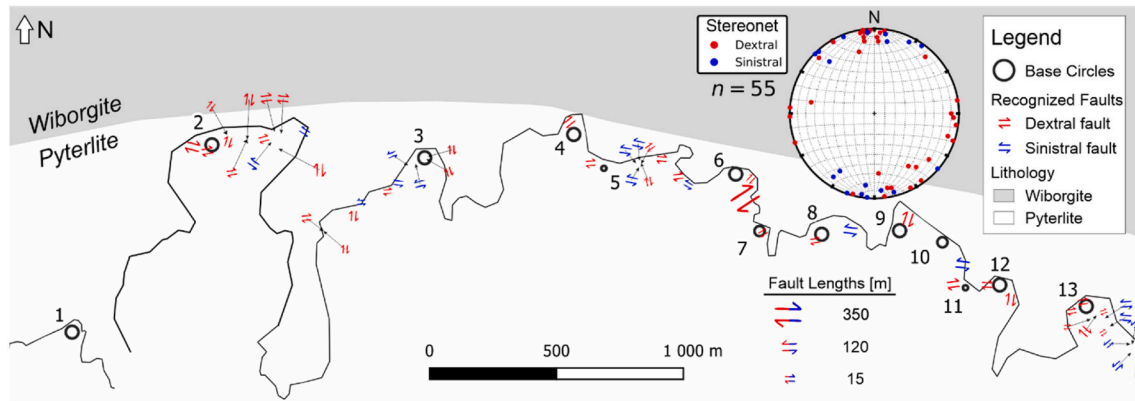 N
Wiborgite
Pyterlite
Stereonet
Dextral
Sinistral
n = 55
N
Legend
Base Circles
Recognized Faults
Dextral fault
Sinistral fault
Lithology
Wiborgite
Pyterlite
1
2
3
4
5
6
7
8
9
10
11
12
13
Fault Lengths [m]
350
120
15
0 500 1 000 m